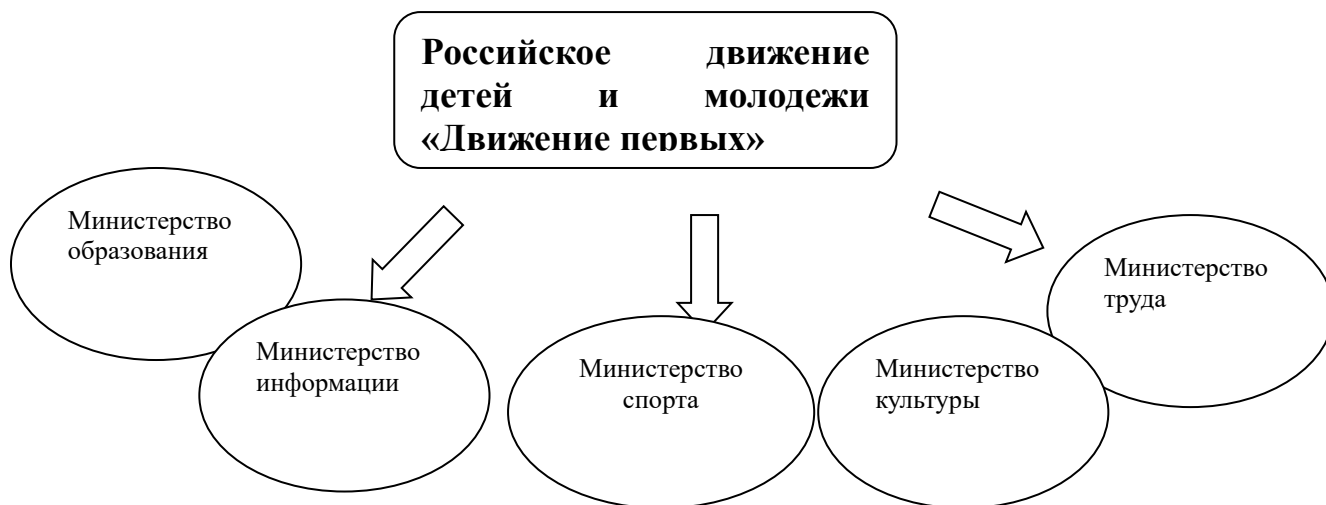 Российское движение
детей и молодежи
«Движение первых»
Министерство
образования
Министерство
информации
Министерство
спорта
Министерство
культуры
Министерство
труда